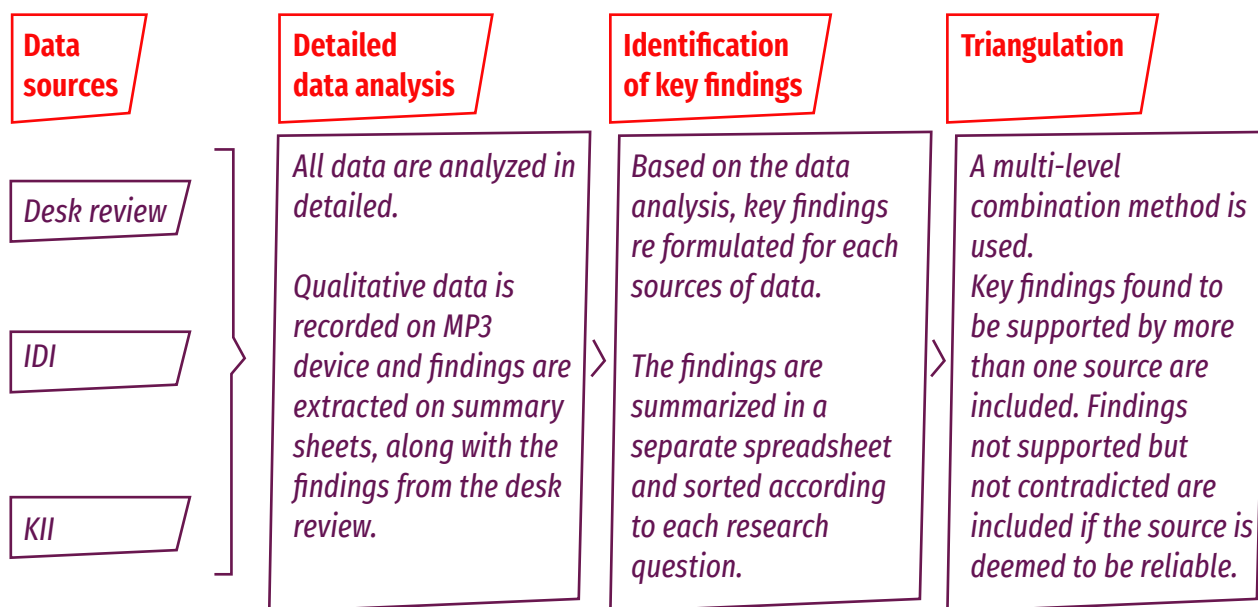 Data
sources
Desk review
IDI
KII
Detailed
data analysis
All data are analyzed in
detailed.
Qualitative data is
recorded on MP3
device and findings are
extracted on summary
sheets, along with the
findings from the desk
review.
Identification
of key findings
Based on the data
analysis, key findings
re formulated for each
sources of data.
The findings are
summarized in a
separate spreadsheet
and sorted according
to each research
question.
Triangulation
A multi-level
combination method is
used.
Key findings found to
be supported by more
than one source are
included. Findings
not supported but
not contradicted are
included if the source is
deemed to be reliable.